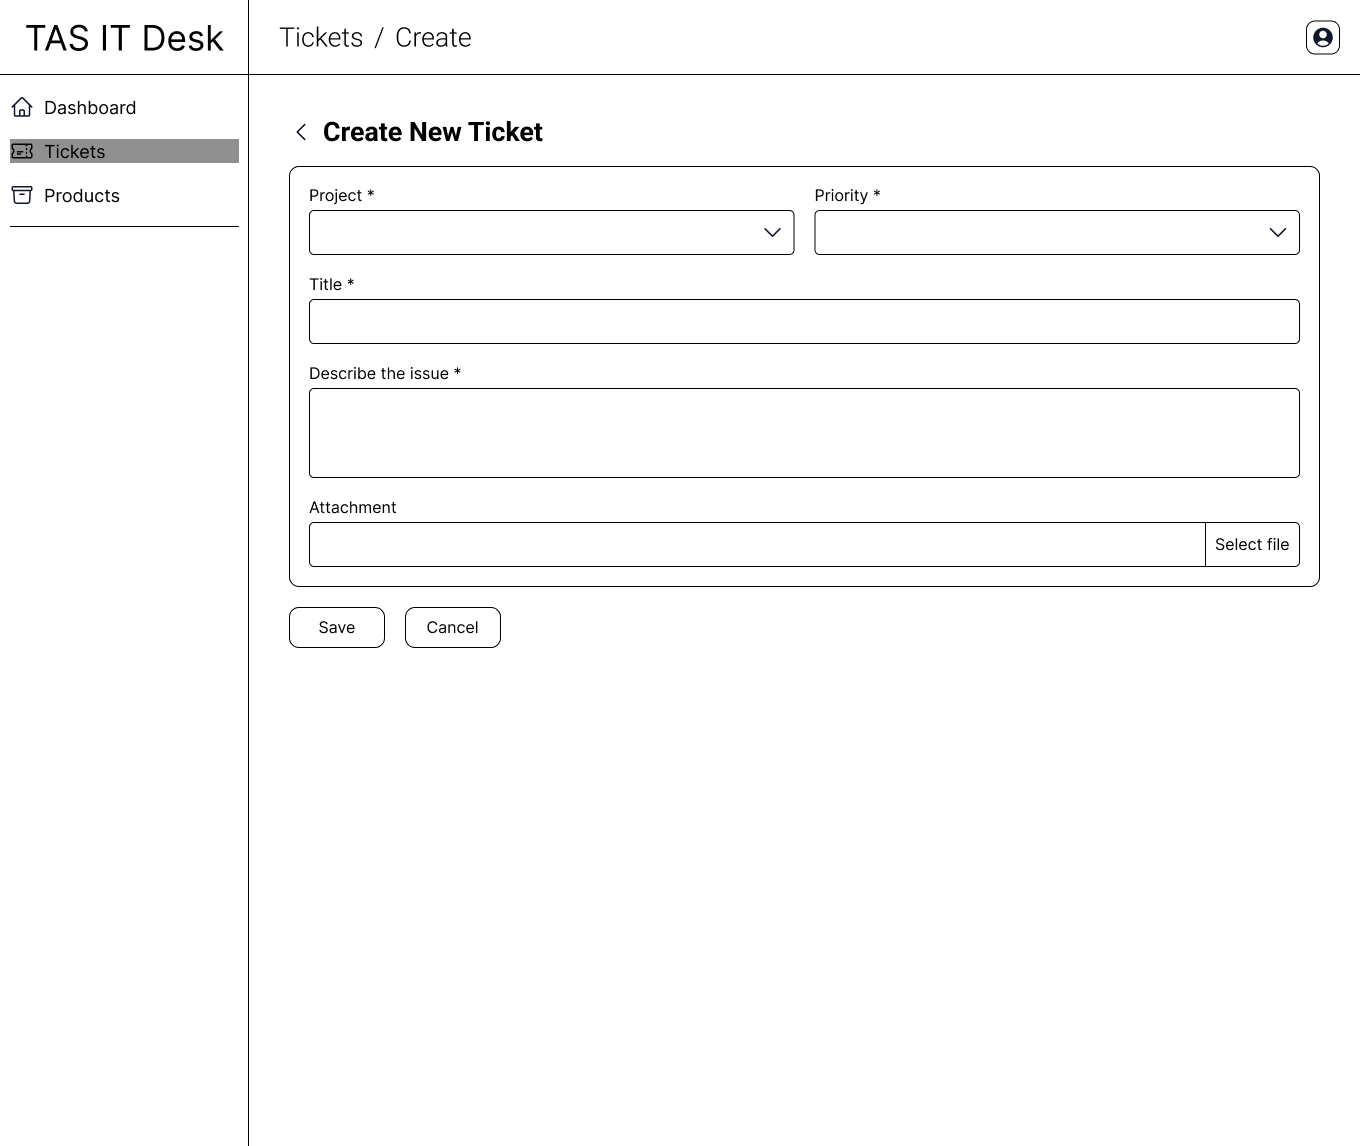 TAS IT Desk
Tickets / Create
Dashboard
Tickets
Products
Create New Ticket
Project *
Priority *
Title *
Describe the issue *
Attachment
Select file
Save
Cancel